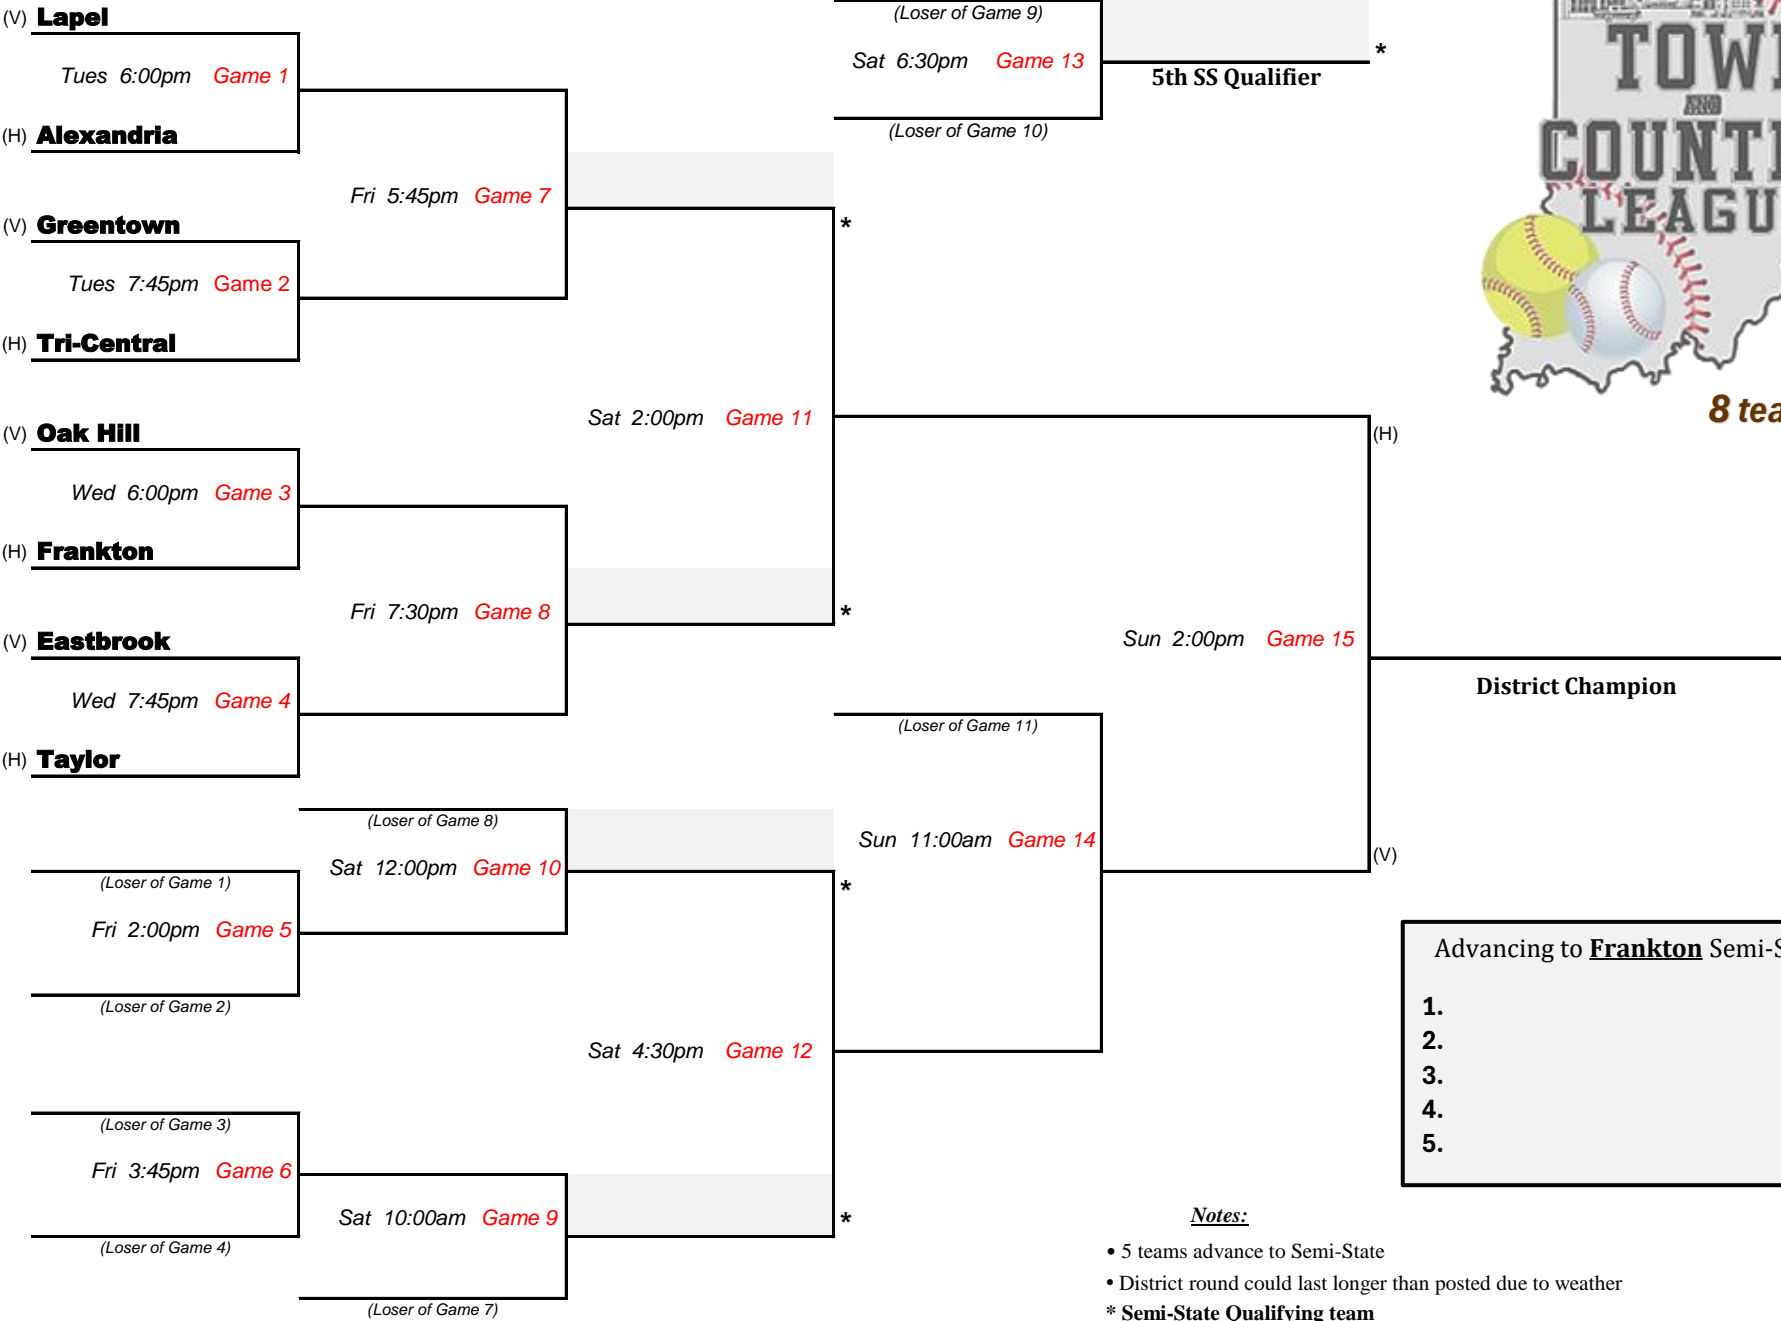 (V) Lapel
Tues 6:00pm Game 1
(H) Alexandria
Fri 5:45pm Game 7
(V) Greentown
Tues 7:45pm Game 2
(H) Tri-Central
*
Sat 2:00pm Game 11
(V) Oak Hill
Wed 6:00pm Game 3
(H) Frankton
Fri 7:30pm Game 8
*
(V) Eastbrook
Wed 7:45pm Game 4
(H) Taylor
(Loser of Game 9)
Sat 6:30pm Game 13
*
5th SS Qualifier
(Loser of Game 10)
TOW
AND
COUNT
LEAGU
8 tea
(H)
Sun 2:00pm Game 15
District Champion
(Loser of Game 11)
Sun 11:00am Game 14
(V)
(Loser of Game 8)
Sat 12:00pm Game 10
*
(Loser of Game 1)
Fri 2:00pm Game 5
(Loser of Game 2)
Sat 4:30pm Game 12
(Loser of Game 3)
Fri 3:45pm Game 6
(Loser of Game 4)
Sat 10:00am Game 9
*
(Loser of Game 7)
Advancing to Frankton Semi-S
1.
2.
3.
4.
5.
Notes:
• 5 teams advance to Semi-State
• District round could last longer than posted due to weather
* Semi-State Qualifying team